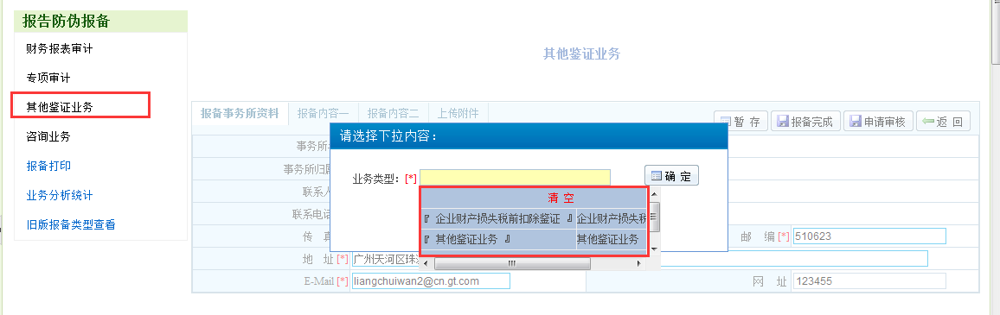 报告防伪报备
财务报表审计
专项审计
其他鉴证业务
咨询业务
报备打印
业务分析统计
旧版报备类型查看
其他鉴证业务
报备事务所资料 报备内容一 报备内容二 上传附件
暂 存 报备完成 申请审核 返 回
请选择下拉内容：
业务类型：[*] 确 定
清 空
『 企业财产损失税前扣除鉴证 』 企业财产损失税
『 其他鉴证业务 』 其他鉴证业务
事务所
事务所归属
联系人
联系电话
传 真 邮 编[*] 510623
地 址[*] 广州天河区珠
E-Mail [*] liangchuiwan2@cn.gt.com 网 址 123455